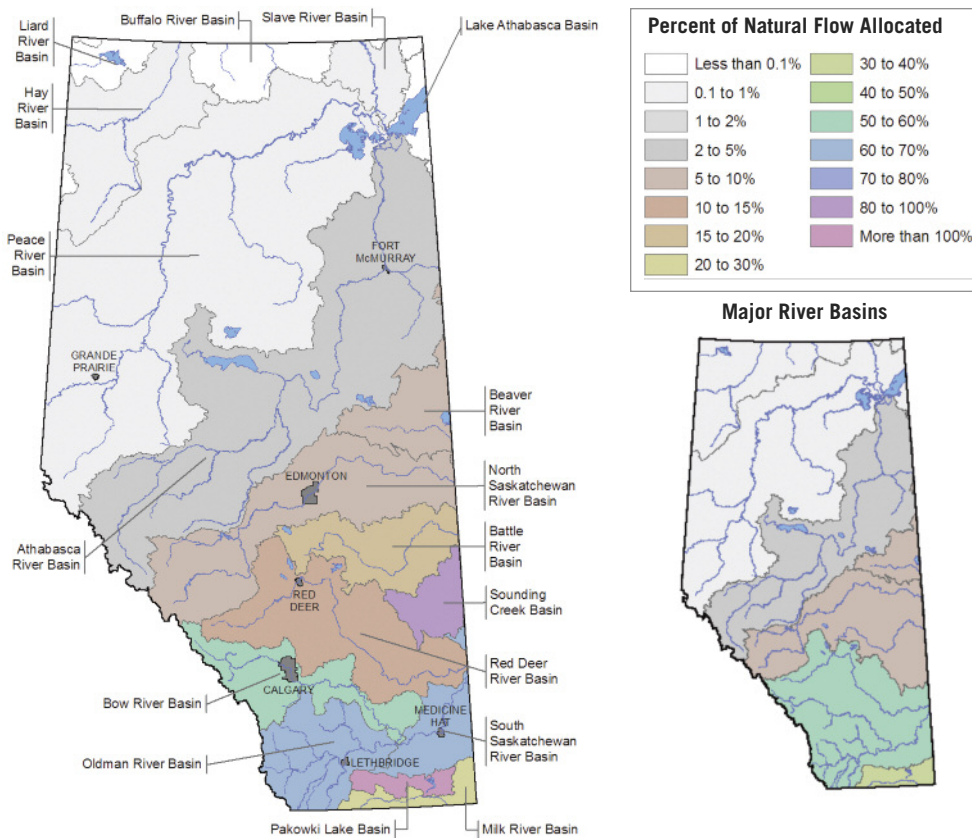 Liard
River
Basin
Buffalo River Basin
Slave River Basin
Lake Athabasca Basin
Hay
River
Basin
Peace
River
Basin
FORT
MCMURRAY
GRANDE
PRAIRIE
Beaver
River
Basin
EDMONTON
North
Saskatchewan
River Basin
Athabasca
River Basin
Battle
River
Basin
RED
DEER
Sounding
Creek Basin
Red Deer
River Basin
Bow River Basin
CALGARY
MEDICINE
HAT
South
Saskatchewan
River Basin
Oldman River Basin
LETHBRIDGE
Pakowki Lake Basin
Milk River Basin
Percent of Natural Flow Allocated
Less than 0.1%
0.1 to 1%
1 to 2%
2 to 5%
5 to 10%
10 to 15%
15 to 20%
20 to 30%
30 to 40%
40 to 50%
50 to 60%
60 to 70%
70 to 80%
80 to 100%
More than 100%
Major River Basins